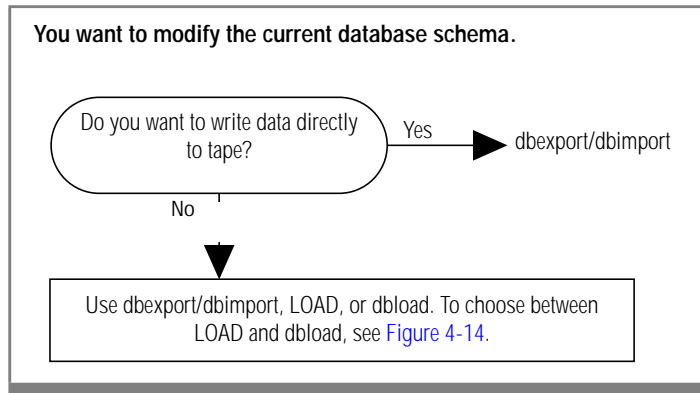 You want to modify the current database schema.
Do you want to write data directly
to tape?
Yes
dbexport/dbimport
No
Use dbexport/dbimport, LOAD, or dbload. To choose between
LOAD and dbload, see Figure 4-14.